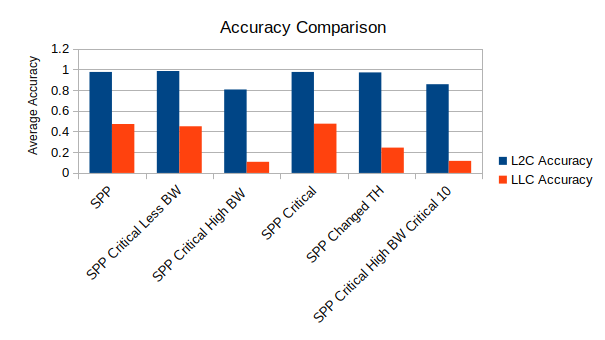 Accuracy Comparison
Average Accuracy
1.2
1
0.8
0.6
0.4
0.2
0
SPP
SPP Critical Less BW
SPP Critical High BW
SPP Critical
SPP Changed TH
SPP Critical High BW Critical 10
L2C Accuracy
LLC Accuracy